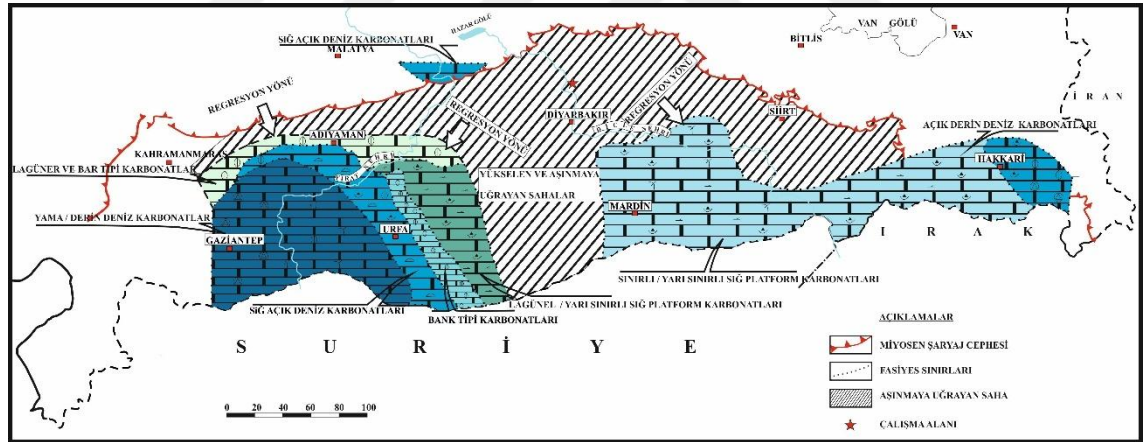 HAZAR GÖLÜ
VAN GÖLÜ
VAN
BİTLİS
SIĞ AÇIK DENİZ KARBONATLARI
MALATYA
REGRESYON YÖNÜ
REGRESYON YÖNÜ
REGRESYON YÖNÜ
DİYARBAKIR
SİİRT
İRAN
ADIYAMAN
AÇIK DERİN DENİZ KARBONATLARI
KAHRAMANMARAŞ
HAKKARİ
LAGÜNER VE BAR TİPİ KARBONATLAR
YÜKSELEN VE AŞINMAYA
UĞRAYAN SAHALAR
YAMA / DERİN DENİZ KARBONATLAR
MARDİN
GAZİANTEP
URFA
I R A K
SINIRLI / YARI SINIRLI SIĞ PLATFORM KARBONATLARI
LAGÜNEL / YARI SINIRLI SIĞ PLATFORM KARBONATLARI
SIĞ AÇIK DENİZ KARBONATLARI
BANK TİPİ KARBONATLARI
S U R İ Y E
AÇIKLAMALAR
MİYOSEN ŞARYAJ CEPHESİ
FASİYES SINIRLARI
AŞINMAYA UĞRAYAN SAHA
ÇALIŞMA ALANI
0 20 40 60 80 100